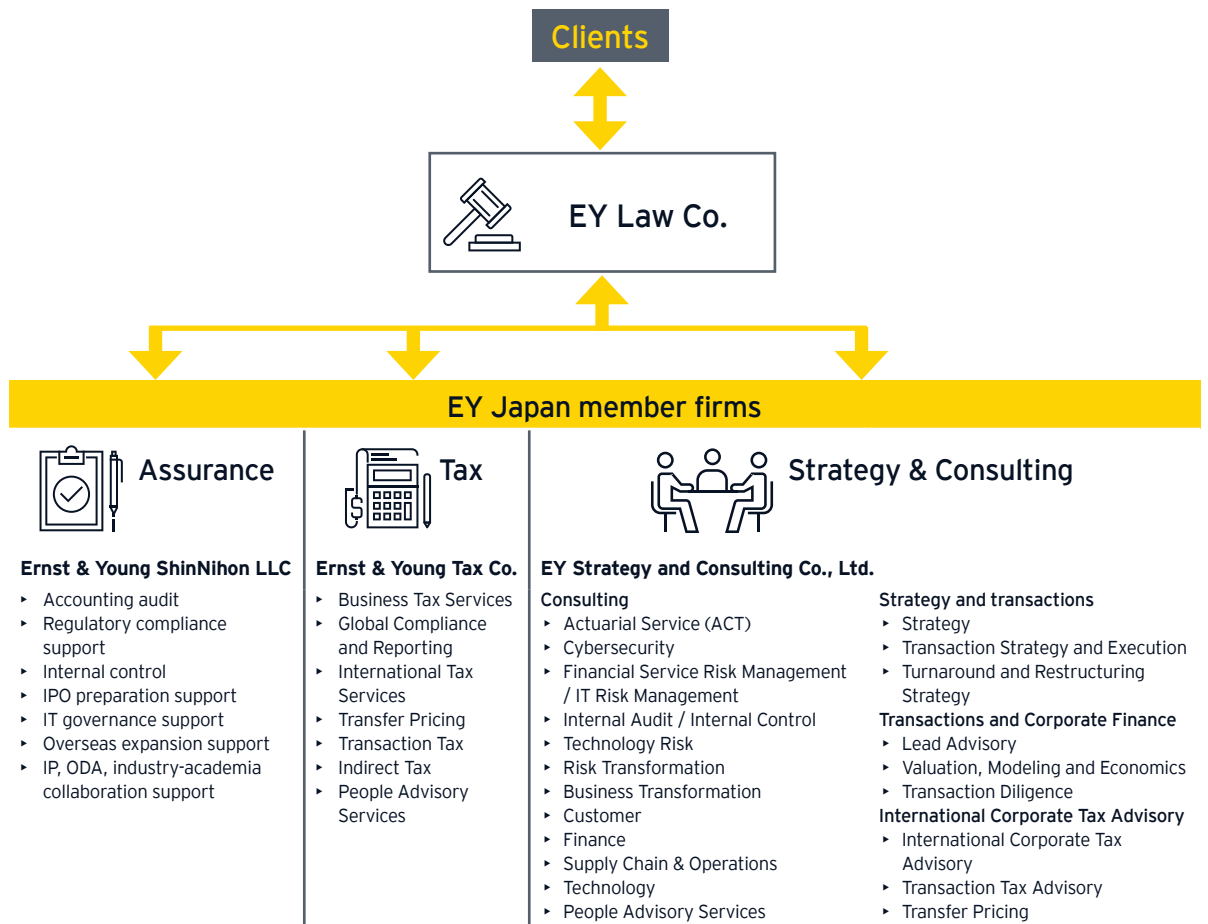 Clients
EY Law Co.
EY Japan member firms
Assurance
Ernst & Young ShinNihon LLC
▸ Accounting audit
▸ Regulatory compliance
support
▸ Internal control
▸ IPO preparation support
▸ IT governance support
▸ Overseas expansion support
▸ IP, ODA, industry-academia
collaboration support
Tax
Ernst & Young Tax Co.
▸ Business Tax Services
▸ Global Compliance
and Reporting
▸ International Tax
Services
▸ Transfer Pricing
▸ Transaction Tax
▸ Indirect Tax
▸ People Advisory
Services
Strategy & Consulting
EY Strategy and Consulting Co., Ltd.
Consulting
▸ Actuarial Service (ACT)
▸ Cybersecurity
▸ Financial Service Risk Management
/ IT Risk Management
▸ Internal Audit / Internal Control
▸ Technology Risk
▸ Risk Transformation
▸ Business Transformation
▸ Customer
▸ Finance
▸ Supply Chain & Operations
▸ Technology
▸ People Advisory Services
Strategy and transactions
▸ Strategy
▸ Transaction Strategy and Execution
▸ Turnaround and Restructuring
Strategy
Transactions and Corporate Finance
▸ Lead Advisory
▸ Valuation, Modeling and Economics
▸ Transaction Diligence
International Corporate Tax Advisory
▸ International Corporate Tax
Advisory
▸ Transaction Tax Advisory
▸ Transfer Pricing